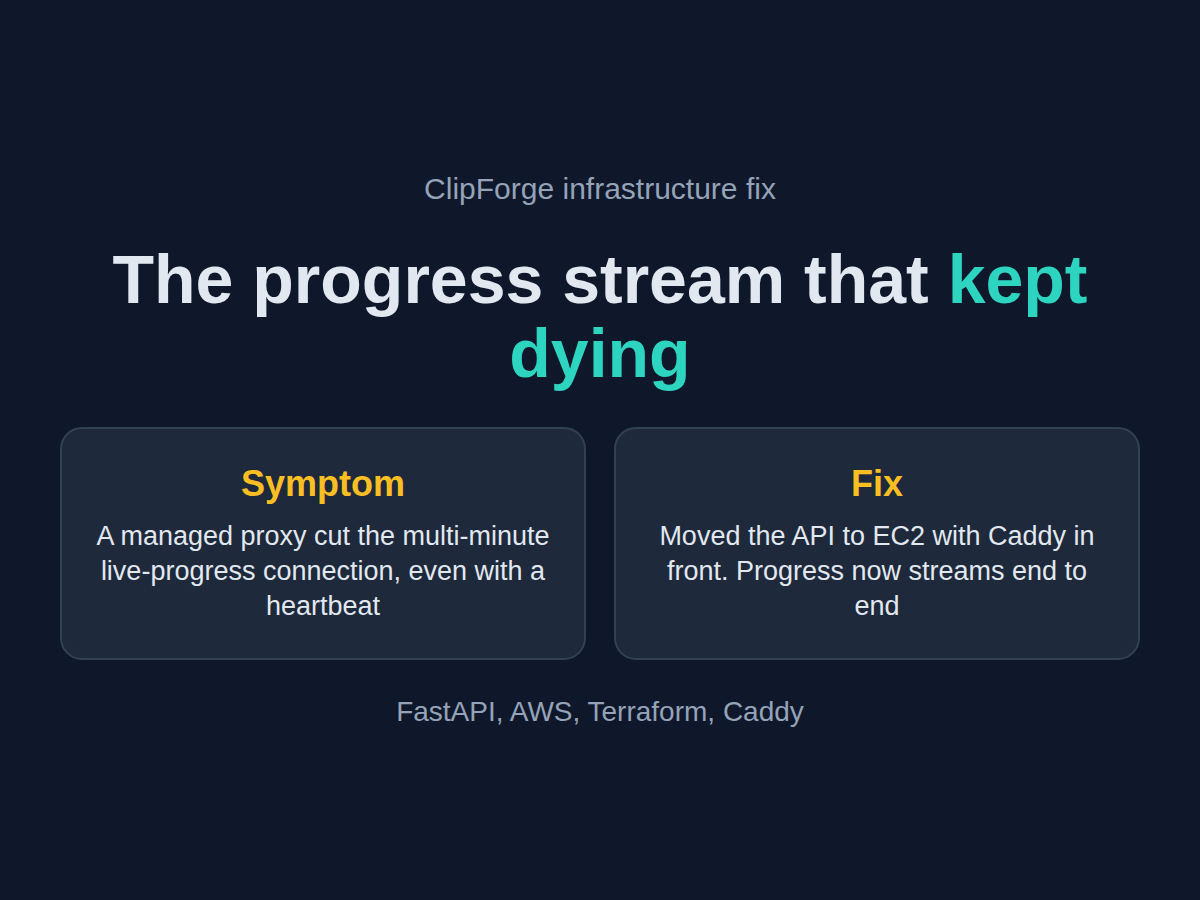 ClipForge infrastructure fix
The progress stream that kept
dying
Symptom
A managed proxy cut the multi-minute
live-progress connection, even with a
heartbeat
Fix
Moved the API to EC2 with Caddy in
front. Progress now streams end to
end
FastAPI, AWS, Terraform, Caddy